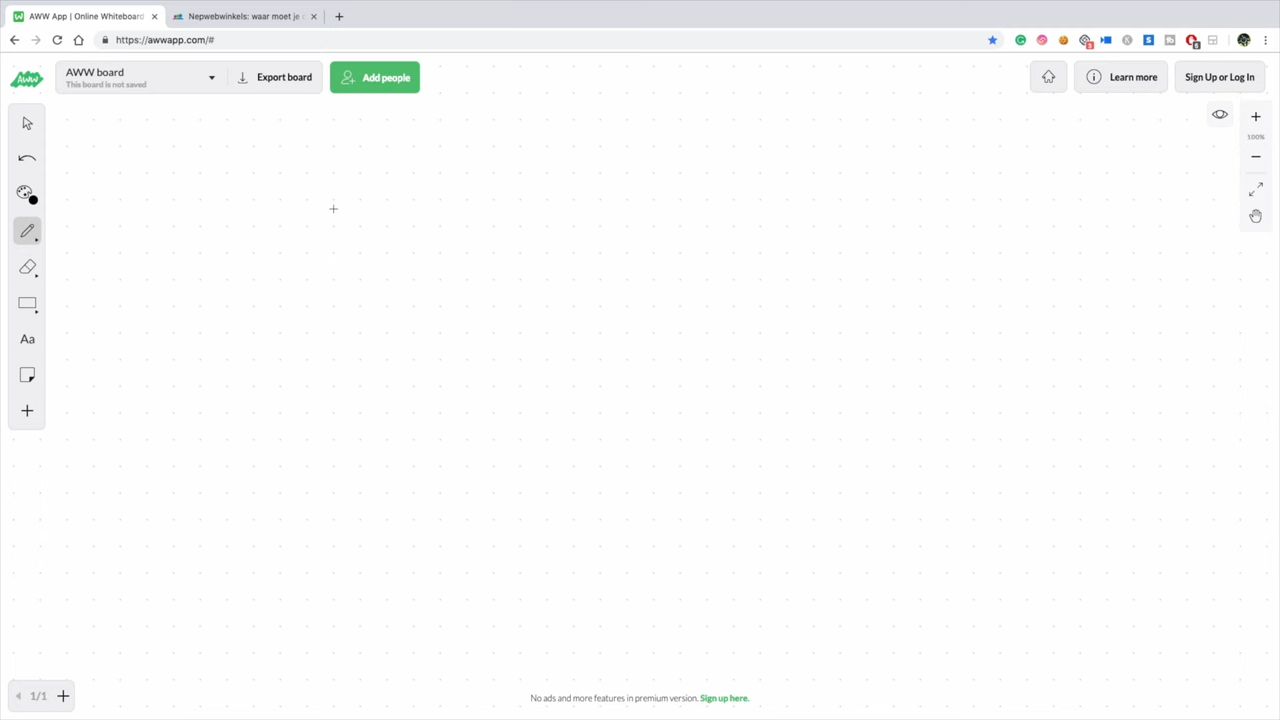 AWW App | Online Whiteboard
Nepwebwinkels: waar moet je
https://awwapp.com/#
AWW
AWW board
This board is not saved
Export board
Add people
Learn more
Sign Up or Log In
100%
Aa
1/1
No ads and more features in premium version. Sign up here.